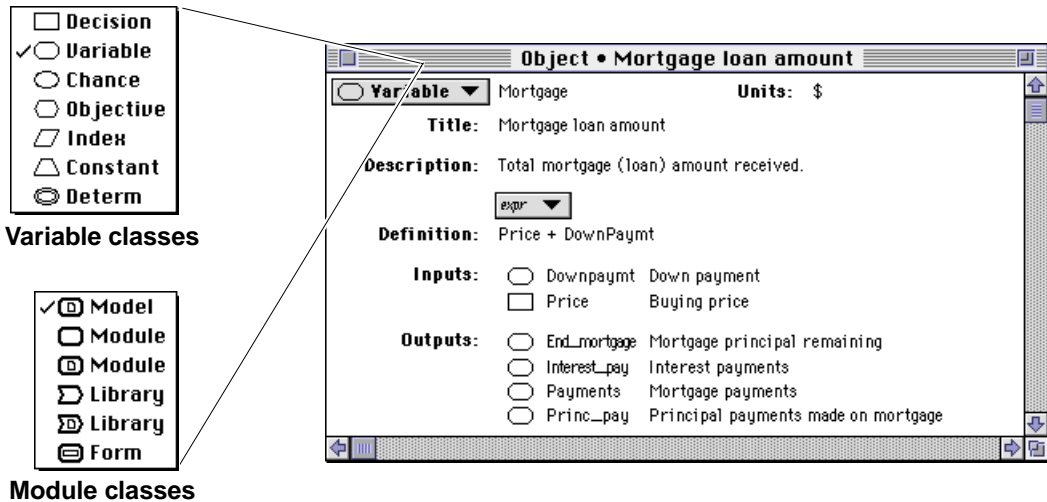 Decision
Variable
Chance
Objective
Index
Constant
Determ
Variable classes
Model
Module
Module
Library
Library
Form
Module classes
Object • Mortgage loan amount
Variable Mortgage Units: $
Title: Mortgage loan amount
Description: Total mortgage (loan) amount received.
expr
Definition: Price + DownPaymt
Inputs: Downpaymt Down payment
Price Buying price
Outputs: End_mortgage Mortgage principal remaining
Interest_pay Interest payments
Payments Mortgage payments
Princ_pay Principal payments made on mortgage